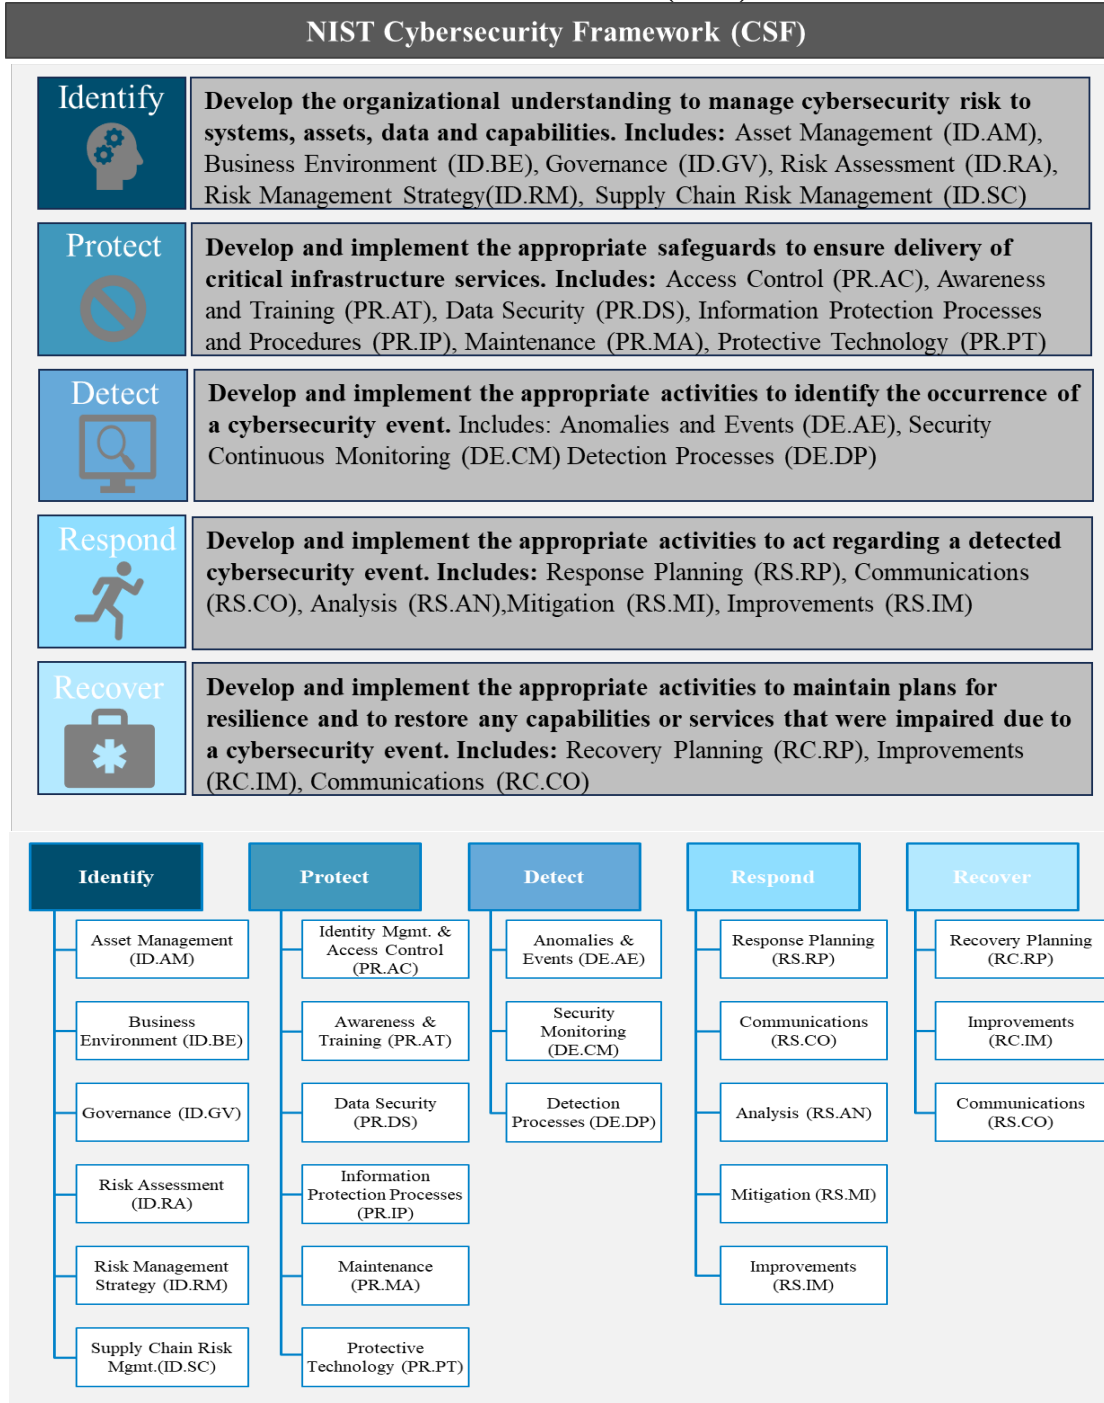 NIST Cybersecurity Framework (CSF)
Identify
Develop the organizational understanding to manage cybersecurity risk to
systems, assets, data and capabilities. Includes: Asset Management (ID.AM),
Business Environment (ID.BE), Governance (ID.GV), Risk Assessment (ID.RA),
Risk Management Strategy(ID.RM), Supply Chain Risk Management (ID.SC)
Protect
Develop and implement the appropriate safeguards to ensure delivery of
critical infrastructure services. Includes: Access Control (PR.AC), Awareness
and Training (PR.AT), Data Security (PR.DS), Information Protection Processes
and Procedures (PR.IP), Maintenance (PR.MA), Protective Technology (PR.PT)
Detect
Develop and implement the appropriate activities to identify the occurrence of
a cybersecurity event. Includes: Anomalies and Events (DE.AE), Security
Continuous Monitoring (DE.CM) Detection Processes (DE.DP)
Respond
Develop and implement the appropriate activities to act regarding a detected
cybersecurity event. Includes: Response Planning (RS.RP), Communications
(RS.CO), Analysis (RS.AN),Mitigation (RS.MI), Improvements (RS.IM)
Recover
Develop and implement the appropriate activities to maintain plans for
resilience and to restore any capabilities or services that were impaired due to
a cybersecurity event. Includes: Recovery Planning (RC.RP), Improvements
(RC.IM), Communications (RC.CO)
Identify
Asset Management
(ID.AM)
Business
Environment (ID.BE)
Governance (ID.GV)
Risk Assessment
(ID.RA)
Risk Management
Strategy (ID.RM)
Supply Chain Risk
Mgmt.(ID.SC)
Protect
Identity Mgmt. &
Access Control
(PR.AC)
Awareness &
Training (PR.AT)
Data Security
(PR.DS)
Information
Protection Processes
(PR.IP)
Maintenance
(PR.MA)
Protective
Technology (PR.PT)
Detect
Anomalies &
Events (DE.AE)
Security
Monitoring
(DE.CM)
Detection
Processes (DE.DP)
Respond
Response Planning
(RS.RP)
Communications
(RS.CO)
Analysis (RS.AN)
Mitigation (RS.MI)
Improvements
(RS.IM)
Recover
Recovery Planning
(RC.RP)
Improvements
(RC.IM)
Communications
(RS.CO)